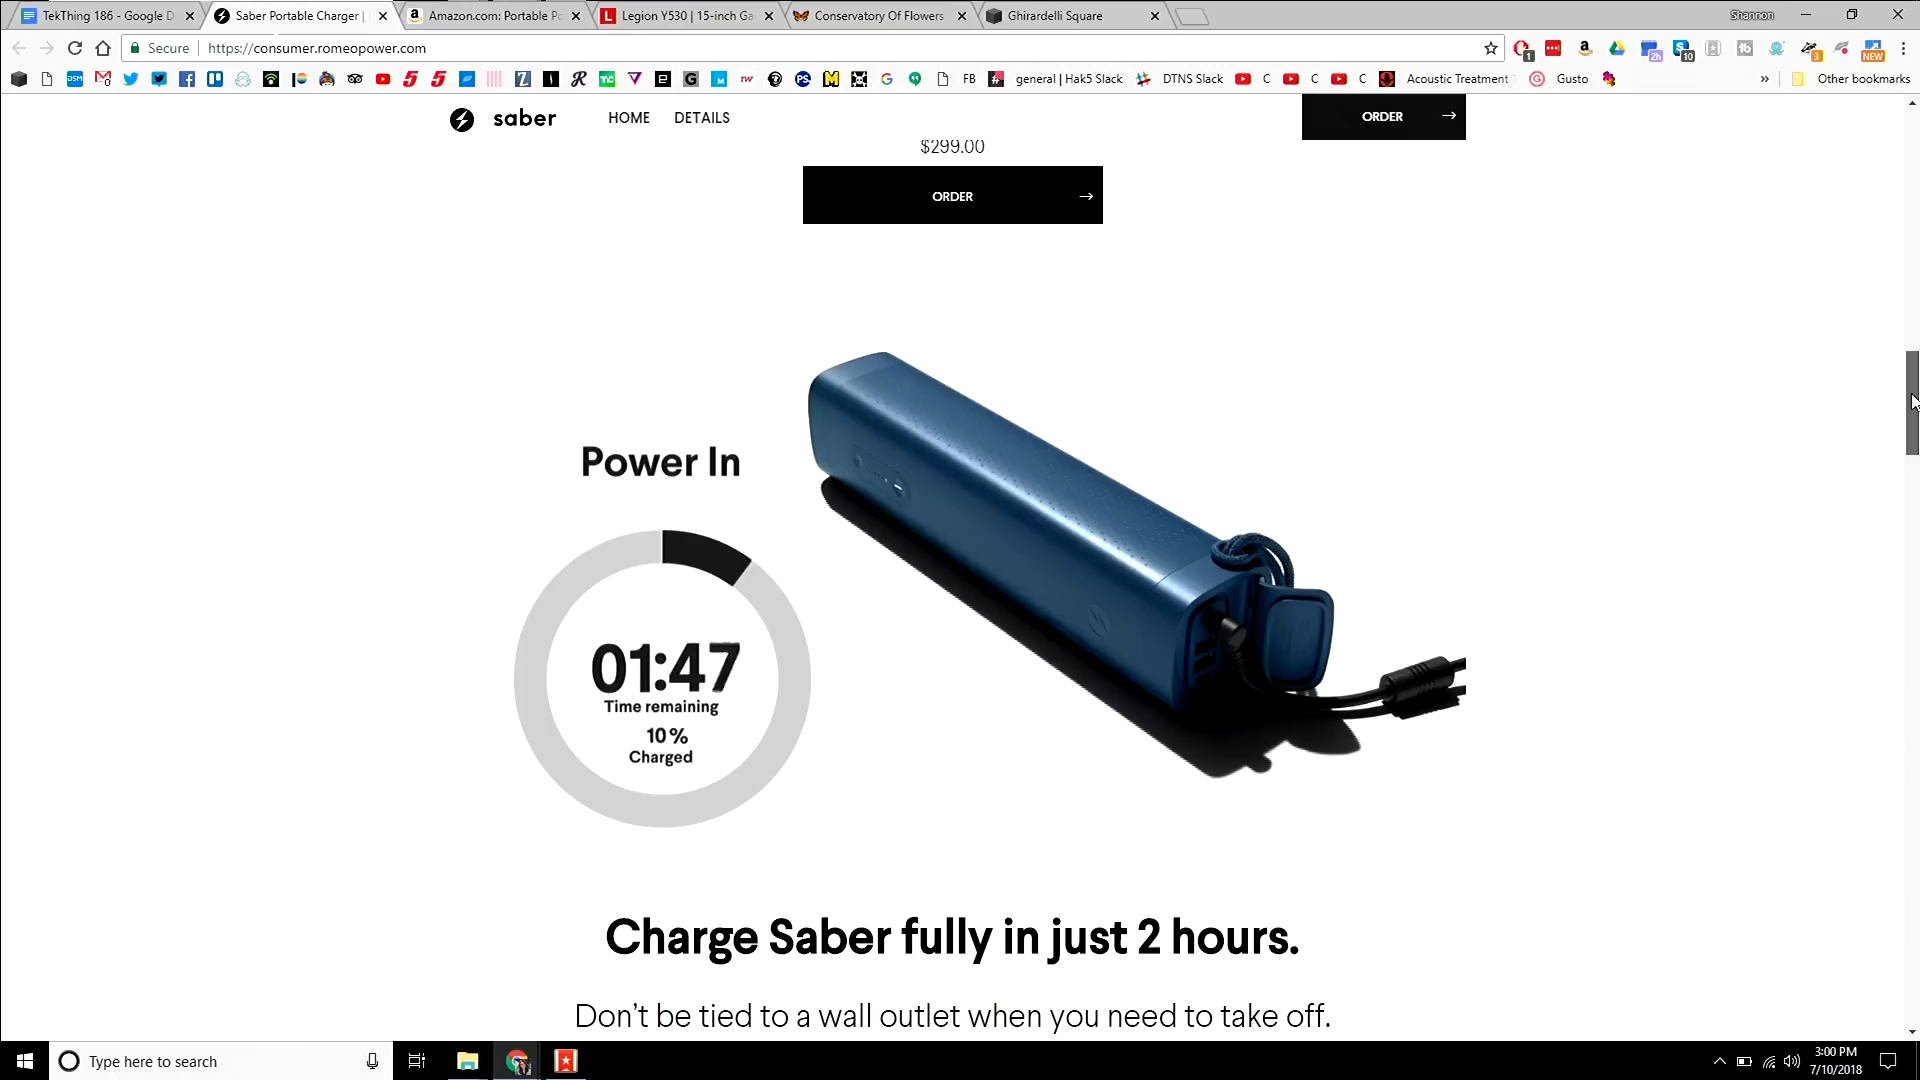 TekThing 186 - Google D
Saber Portable Charger |
Amazon.com: Portable Po
Legion Y530 | 15-inch Ga
Conservatory Of Flowers
Ghirardelli Square
Shannon
Secure
https://consumer.romeopower.com
FB
general | Hak5 Slack
DTNS Slack
C
C
C
Acoustic Treatment
Gusto
»
Other bookmarks
saber
HOME
DETAILS
ORDER
$299.00
ORDER
Power In
01:47
Time remaining
10%
Charged
Charge Saber fully in just 2 hours.
Don't be tied to a wall outlet when you need to take off.
Type here to search
3:00 PM
7/10/2018